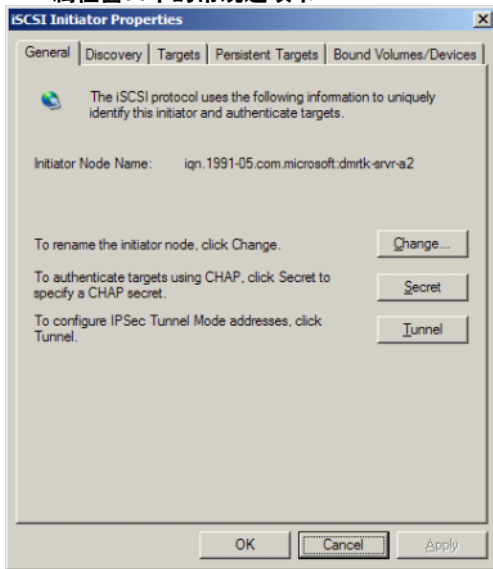 iSCSI Initiator Properties
General Discovery Targets Persistent Targets Bound Volumes/Devices
The iSCSI protocol uses the following information to uniquely
identify this initiator and authenticate targets.
Initiator Node Name: iqn.1991-05.com.microsoft:dmrtk-srvr-a2
To rename the initiator node, click Change.
Change...
To authenticate targets using CHAP, click Secret to
specify a CHAP secret.
Secret
To configure IPSec Tunnel Mode addresses, click
Tunnel.
Tunnel
OK Cancel Apply